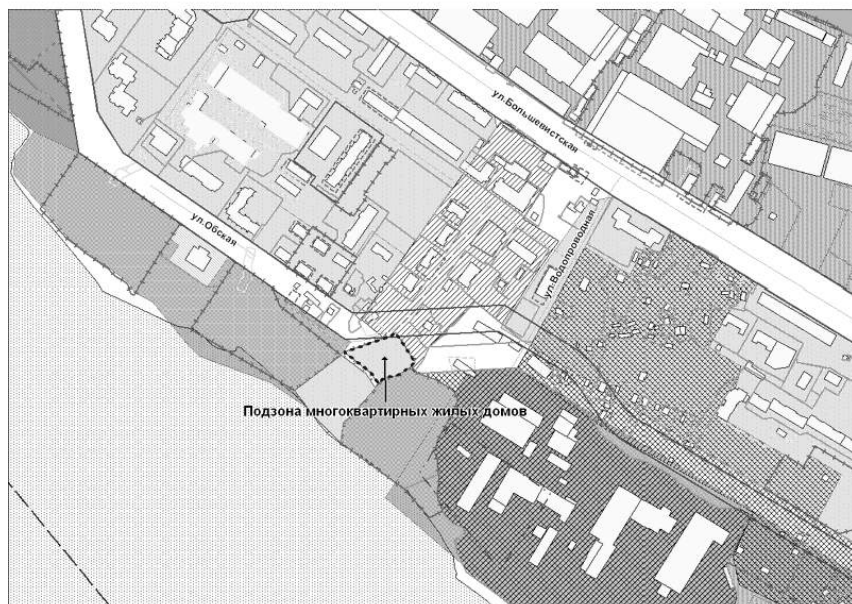 ул.Большевистская
ул.Обская
ул.Водопроводная
Подзона многоквартирных жилых домов